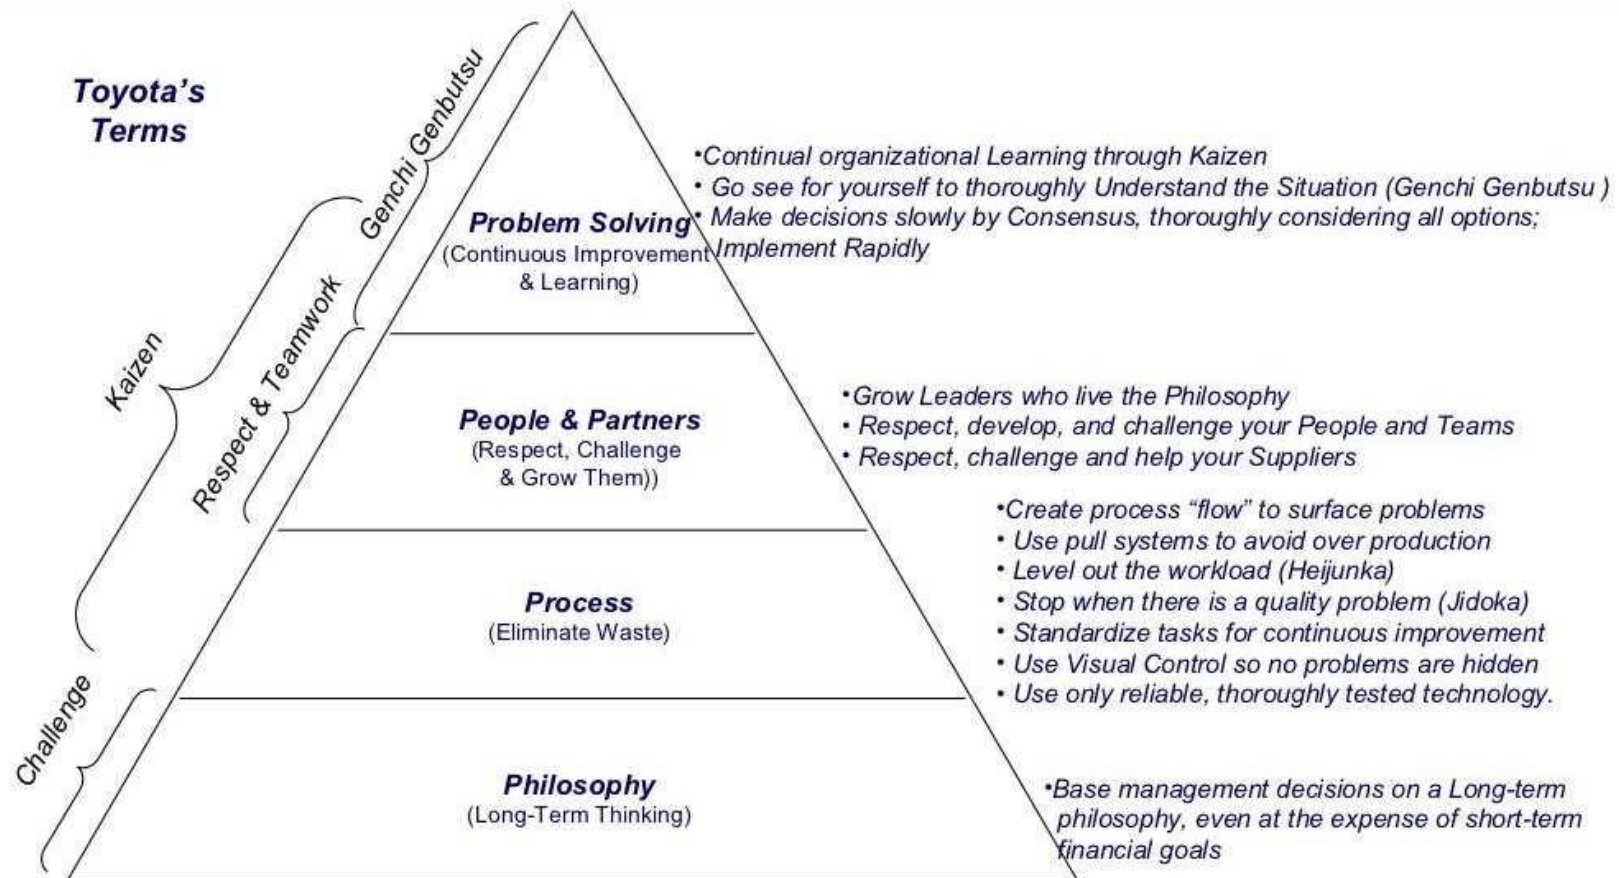 Toyota's
Terms
Genchi Genbutsu
Kaizen
Respect & Teamwork
Challenge
Problem Solving
(Continuous Improvement
& Learning)
•Continual organizational Learning through Kaizen
• Go see for yourself to thoroughly Understand the Situation (Genchi Genbutsu )
• Make decisions slowly by Consensus, thoroughly considering all options;
Implement Rapidly
People & Partners
(Respect, Challenge
& Grow Them))
•Grow Leaders who live the Philosophy
• Respect, develop, and challenge your People and Teams
• Respect, challenge and help your Suppliers
Process
(Eliminate Waste)
•Create process “flow” to surface problems
• Use pull systems to avoid over production
• Level out the workload (Heijunka)
• Stop when there is a quality problem (Jidoka)
• Standardize tasks for continuous improvement
• Use Visual Control so no problems are hidden
• Use only reliable, thoroughly tested technology.
Philosophy
(Long-Term Thinking)
•Base management decisions on a Long-term
philosophy, even at the expense of short-term
financial goals